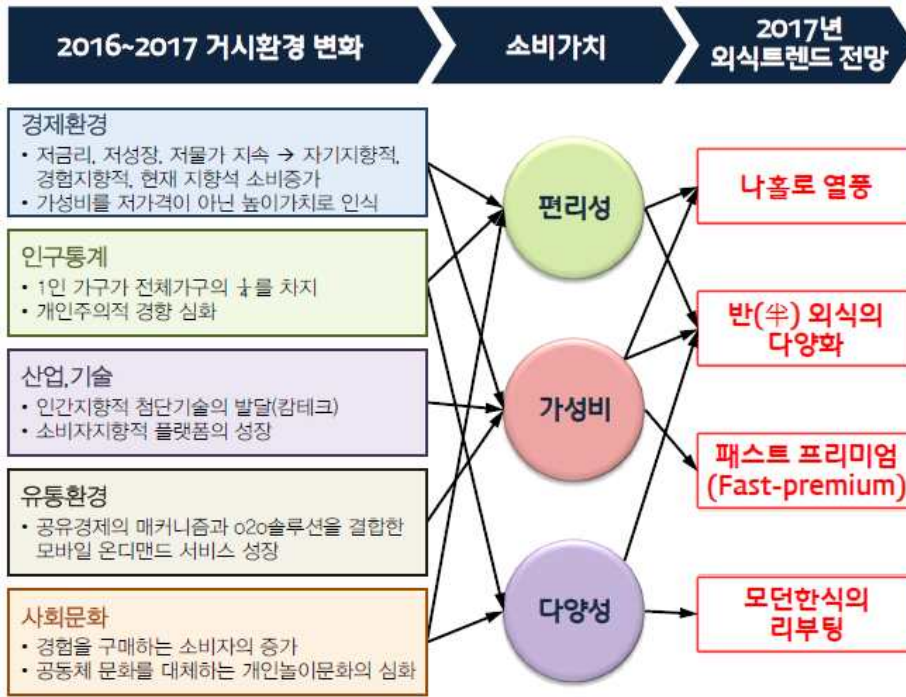 2016~2017 거시환경 변화
소비가치
2017년
외식트렌드 전망
경제환경
• 저금리, 저성장, 저물가 지속 → 자기지향적,
경험지향적, 현재 지향석 소비증가
• 가성비를 저가격이 아닌 높이가치로 인식
인구통계
• 1인 가구가 전체가구의 ¼를 차지
• 개인주의적 경향 심화
산업,기술
• 인간지향적 첨단기술의 발달(캄테크)
• 소비자지향적 플랫폼의 성장
유통환경
• 공유경제의 매커니즘과 o2o솔루션을 결합한
모바일 온디맨드 서비스 성장
사회문화
• 경험을 구매하는 소비자의 증가
• 공동체 문화를 대체하는 개인놀이문화의 심화
편리성
가성비
다양성
나홀로 열풍
반(半) 외식의
다양화
패스트 프리미엄
(Fast-premium)
모던한식의
리부팅